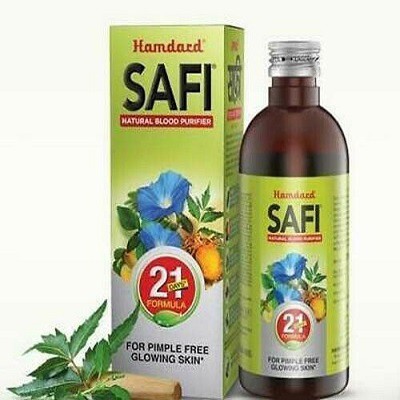 Hamdard®
SAFI®
NATURAL BLOOD PURIFIER
21
DAYS*
FORMULA
FOR PIMPLE FREE
GLOWING SKIN*
Hamdard®
SAFI
NATURAL BLOOD PURIFIER
21
DAYS*
FORMULA
FOR PIMPLE FREE
GLOWING SKIN*